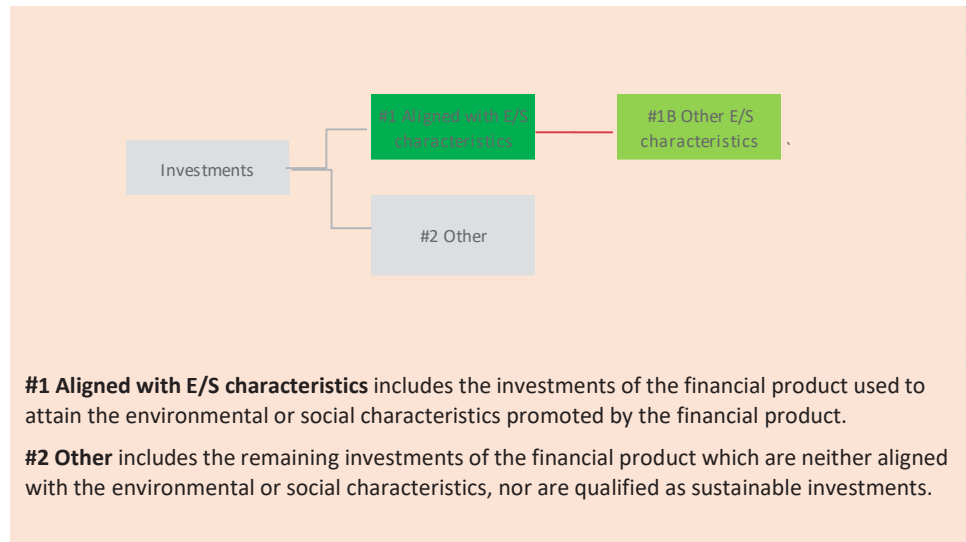 #1 Aligned with E/S
characteristics
#1B Other E/S
characteristics
`
Investments
#2 Other
#1 Aligned with E/S characteristics includes the investments of the financial product used to
attain the environmental or social characteristics promoted by the financial product.
#2 Other includes the remaining investments of the financial product which are neither aligned
with the environmental or social characteristics, nor are qualified as sustainable investments.